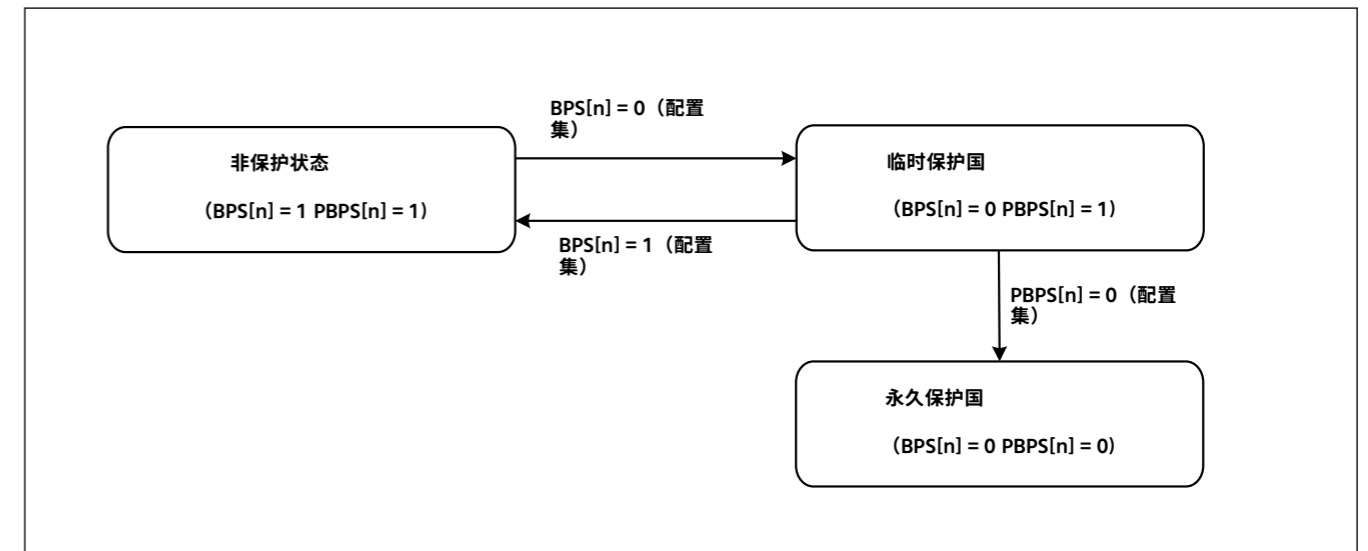 BPS[n] = 0（配置
集）
非保护状态
（BPS[n] = 1 PBPS[n] = 1）
临时保护国
（BPS[n] = 0 PBPS[n] = 1）
BPS[n] = 1（配置
集）
PBPS[n] = 0（配置
集）
永久保护国
（BPS[n] = 0 PBPS[n] = 0）